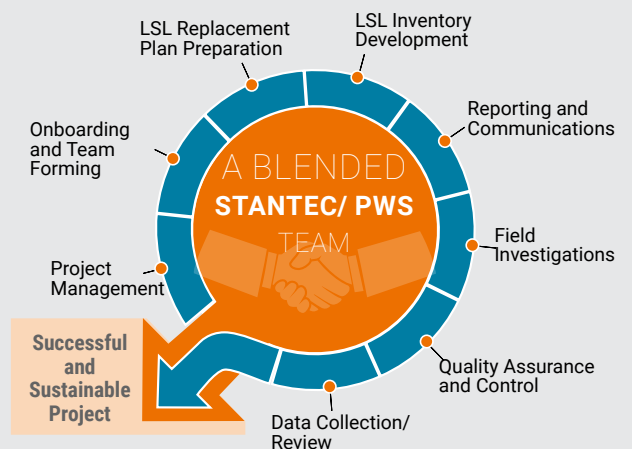 LSL Replacement
Plan Preparation
LSL Inventory
Development
Reporting and
Communications
Onboarding
and Team
Forming
A BLENDED
STANTEC/ PWS
TEAM
Field
Investigations
Project
Management
Successful
and
Sustainable
Project
Quality Assurance
and Control
Data Collection/
Review